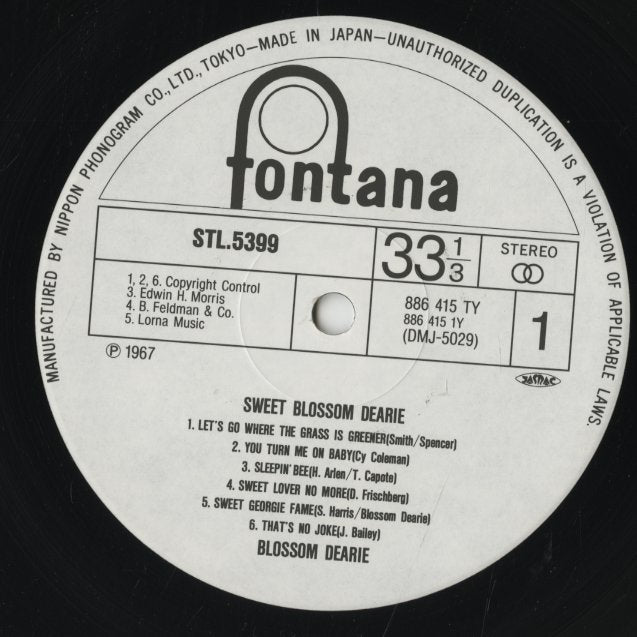 MANUFACTURED BY NIPPON PHONOGRAM CO., LTD., TOKYO—MADE IN JAPAN—UNAUTHORIZED DUPLICATION IS A VIOLATION OF APPLICABLE LAWS.
fontana
STL.5399
33 1/3
STEREO
1, 2, 6. Copyright Control
3. Edwin H. Morris
4. B. Feldman & Co.
5. Lorna Music
886 415 TY
886 415 1Y
(DMJ-5029)
1
Ⓟ 1967
JASRAC
SWEET BLOSSOM DEARIE
1. LET'S GO WHERE THE GRASS IS GREENER(Smith/Spencer)
2. YOU TURN ME ON BABY(Cy Coleman)
3. SLEEPIN' BEE(H. Arlen/T. Capote)
4. SWEET LOVER NO MORE(D. Frischberg)
5. SWEET GEORGIE FAME(S. Harris/Blossom Dearie)
6. THAT'S NO JOKE(J. Bailey)
BLOSSOM DEARIE